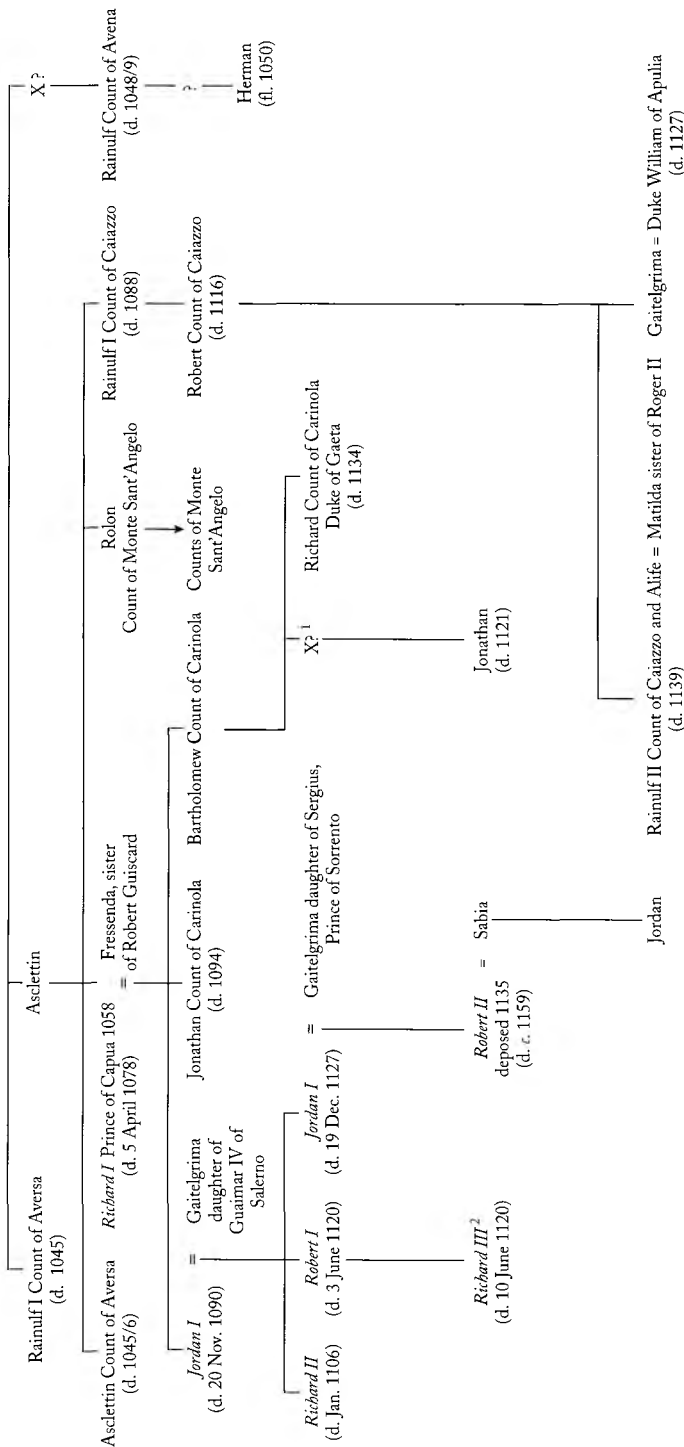 Rainulf I Count of Aversa
(d. 1045)
Asclettin
X?
Asclettin Count of Aversa
(d. 1045/6)
Richard I Prince of Capua 1058
(d. 5 April 1078)
=
Fressenda, sister
of Robert Guiscard
Rolon
Count of Monte Sant'Angelo
Rainulf I Count of Caiazzo
(d. 1088)
Rainulf Count of Avena
(d. 1048/9)
Jordan I
(d. 20 Nov. 1090)
=
Gaitelgrima
daughter of
Guaimar IV of
Salerno
Jonathan Count of Carinola
(d. 1094)
Bartholomew Count of Carinola
Counts of Monte
Sant'Angelo
Robert Count of Caiazzo
(d. 1116)
?
Herman
(fl. 1050)
Richard II
(d. Jan. 1106)
Robert I
(d. 3 June 1120)
Jordan I
(d. 19 Dec. 1127)
=
Gaitelgrima daughter of Sergius,
Prince of Sorrento
X? 1
Richard Count of Carinola
Duke of Gaeta
(d. 1134)
Richard III 2
(d. 10 June 1120)
Robert II
deposed 1135
(d. c. 1159)
=
Sabia
Jonathan
(d. 1121)
Jordan
Rainulf II Count of Caiazzo and Alife = Matilda sister of Roger II
(d. 1139)
Gaitelgrima = Duke William of Apulia
(d. 1127)